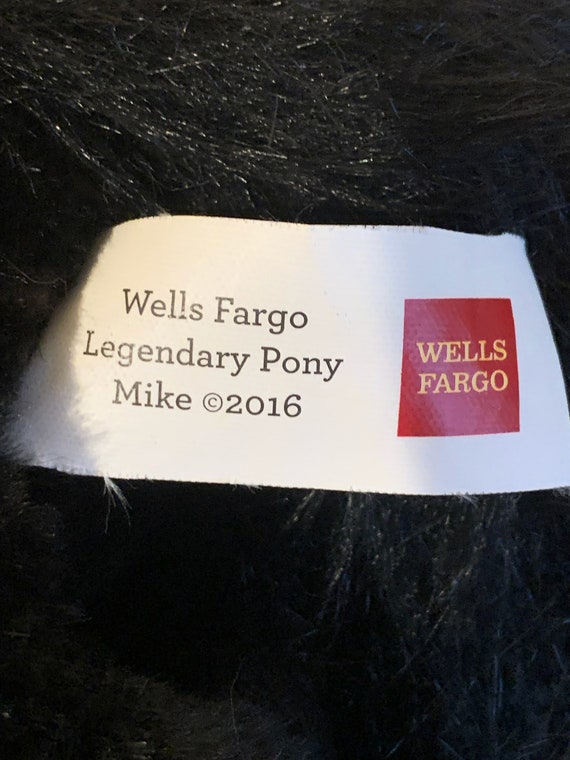 Wells Fargo
Legendary Pony
Mike ©2016
WELLS
FARGO